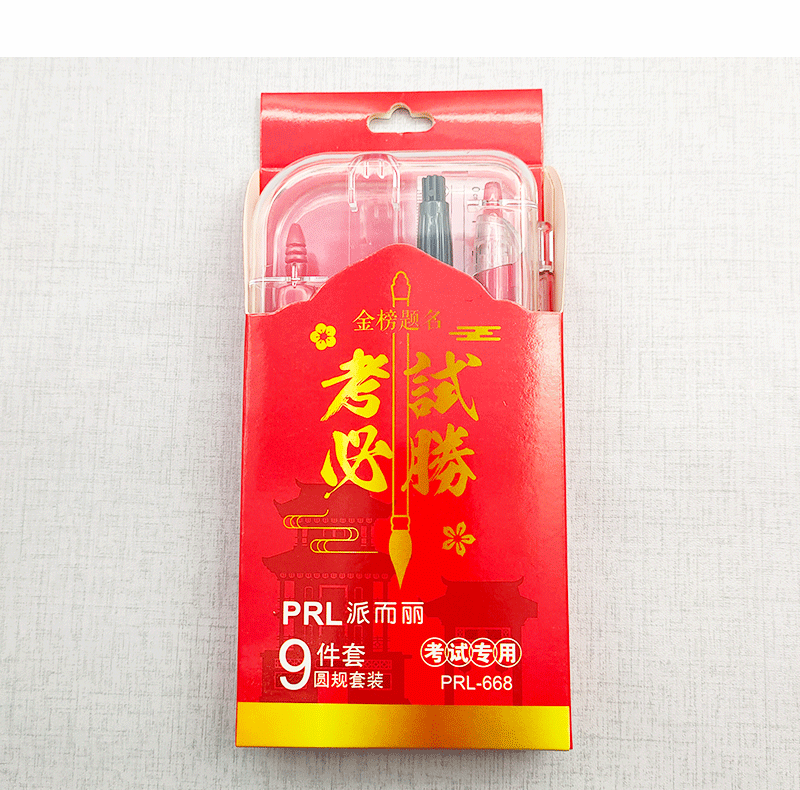 金榜题名
考試
必勝
PRL派而丽
9件套
圆规套装
考试专用
PRL-668